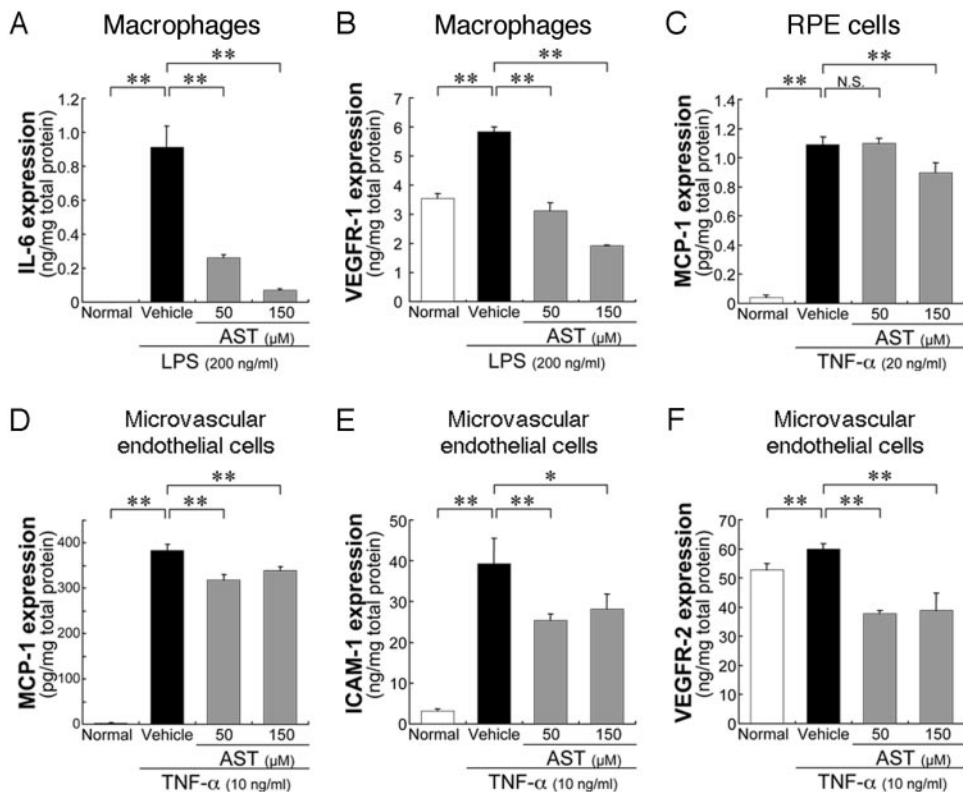 A
Macrophages
**
**
**
IL-6 expression
(ng/mg total protein)
1.2
1.0
0.8
0.6
0.4
0.2
0
Normal
Vehicle
50
150
AST (µM)
LPS (200 ng/ml)
B
Macrophages
**
**
**
VEGFR-1 expression
(ng/mg total protein)
7
6
5
4
3
2
1
0
Normal
Vehicle
50
150
AST (µM)
LPS (200 ng/ml)
C
RPE cells
**
**
N.S.
MCP-1 expression
(pg/mg total protein)
1.4
1.2
1.0
0.8
0.6
0.4
0.2
0
Normal
Vehicle
50
150
AST (µM)
TNF-α (20 ng/ml)
D
Microvascular
endothelial cells
**
**
**
MCP-1 expression
(pg/mg total protein)
400
300
200
100
0
Normal
Vehicle
50
150
AST (µM)
TNF-α (10 ng/ml)
E
Microvascular
endothelial cells
*
**
**
ICAM-1 expression
(ng/mg total protein)
50
40
30
20
10
0
Normal
Vehicle
50
150
AST (µM)
TNF-α (10 ng/ml)
F
Microvascular
endothelial cells
**
**
**
VEGFR-2 expression
(ng/mg total protein)
70
60
50
40
30
20
10
0
Normal
Vehicle
50
150
AST (µM)
TNF-α (10 ng/ml)